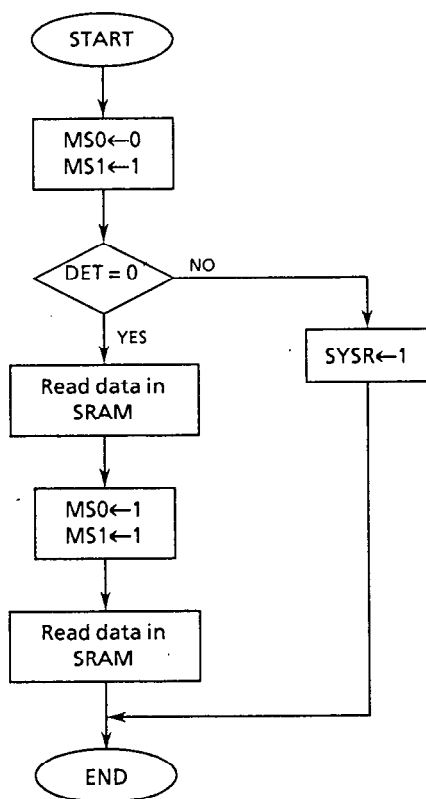 START
MS0←0
MS1←1
DET = 0
NO
YES
SYSR←1
Read data in
SRAM
MS0←1
MS1←1
Read data in
SRAM
END